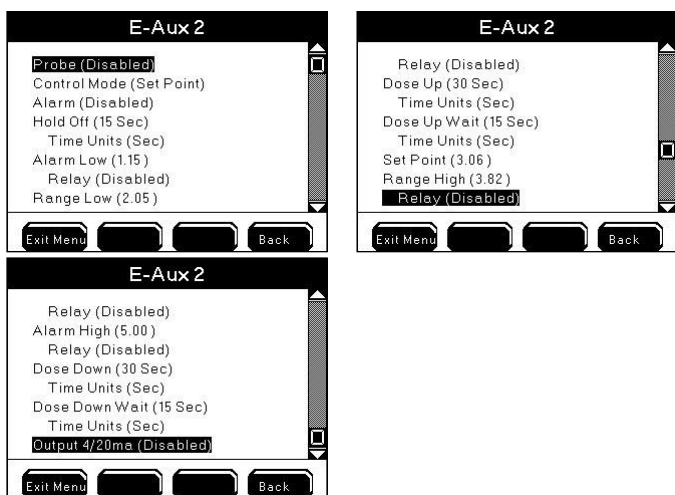 E-Aux 2
Probe (Disabled)
Control Mode (Set Point)
Alarm (Disabled)
Hold Off (15 Sec)
Time Units (Sec)
Alarm Low (1.15 )
Relay (Disabled)
Range Low (2.05 )
Exit Menu
Back
E-Aux 2
Relay (Disabled)
Dose Up (30 Sec)
Time Units (Sec)
Dose Up Wait (15 Sec)
Time Units (Sec)
Set Point (3.06 )
Range High (3.82 )
Relay (Disabled)
Exit Menu
Back
E-Aux 2
Relay (Disabled)
Alarm High (5.00 )
Relay (Disabled)
Dose Down (30 Sec)
Time Units (Sec)
Dose Down Wait (15 Sec)
Time Units (Sec)
Output 4/20ma (Disabled)
Exit Menu
Back